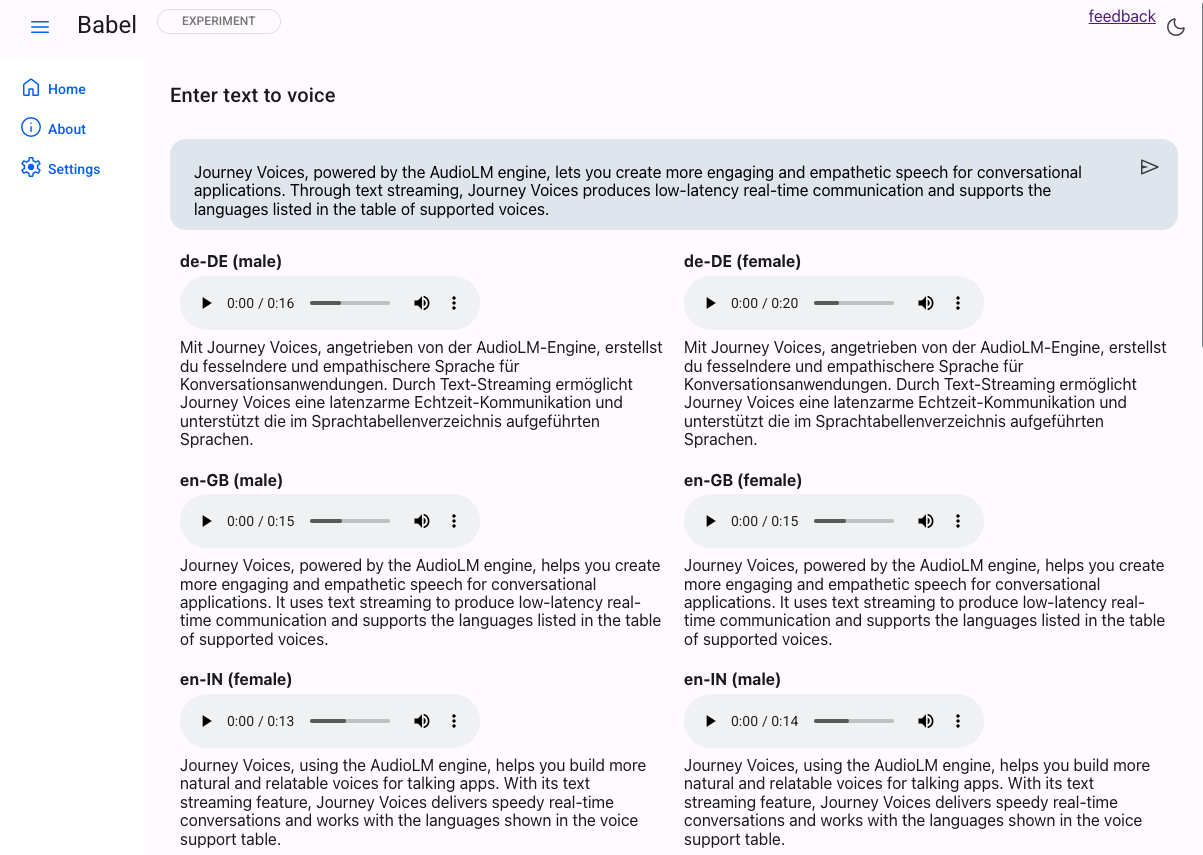 Babel
EXPERIMENT
feedback
Home
About
Settings
Enter text to voice
Journey Voices, powered by the AudioLM engine, lets you create more engaging and empathetic speech for conversational
applications. Through text streaming, Journey Voices produces low-latency real-time communication and supports the
languages listed in the table of supported voices.
de-DE (male)
0:00 / 0:16
Mit Journey Voices, angetrieben von der AudioLM-Engine, erstellst
du fesselndere und empathischere Sprache für
Konversationsanwendungen. Durch Text-Streaming ermöglicht
Journey Voices eine latenzarme Echtzeit-Kommunikation und
unterstützt die im Sprachtabellenverzeichnis aufgeführten
Sprachen.
de-DE (female)
0:00 / 0:20
Mit Journey Voices, angetrieben von der AudioLM-Engine, erstellst
du fesselndere und empathischere Sprache für
Konversationsanwendungen. Durch Text-Streaming ermöglicht
Journey Voices eine latenzarme Echtzeit-Kommunikation und
unterstützt die im Sprachtabellenverzeichnis aufgeführten
Sprachen.
en-GB (male)
0:00 / 0:15
Journey Voices, powered by the AudioLM engine, helps you create
more engaging and empathetic speech for conversational
applications. It uses text streaming to produce low-latency real-
time communication and supports the languages listed in the table
of supported voices.
en-GB (female)
0:00 / 0:15
Journey Voices, powered by the AudioLM engine, helps you create
more engaging and empathetic speech for conversational
applications. It uses text streaming to produce low-latency real-
time communication and supports the languages listed in the table
of supported voices.
en-IN (female)
0:00 / 0:13
Journey Voices, using the AudioLM engine, helps you build more
natural and relatable voices for talking apps. With its text
streaming feature, Journey Voices delivers speedy real-time
conversations and works with the languages shown in the voice
support table.
en-IN (male)
0:00 / 0:14
Journey Voices, using the AudioLM engine, helps you build more
natural and relatable voices for talking apps. With its text
streaming feature, Journey Voices delivers speedy real-time
conversations and works with the languages shown in the voice
support table.